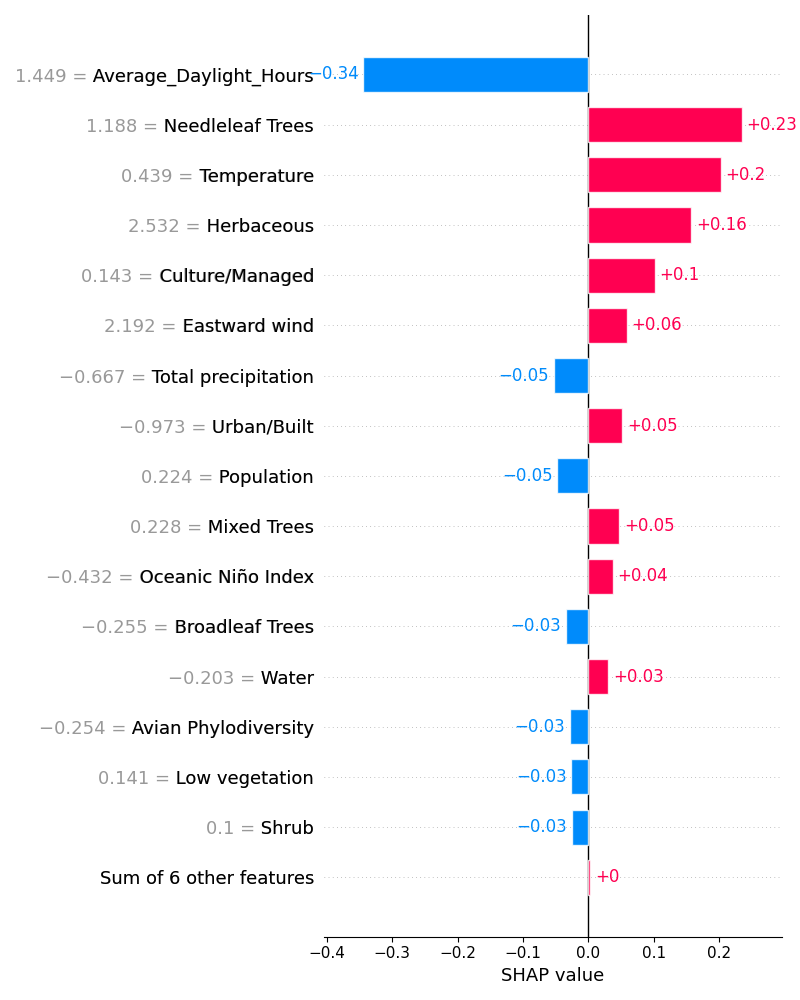 1.449 = Average_Daylight_Hours −0.34
1.188 = Needleleaf Trees +0.23
0.439 = Temperature +0.2
2.532 = Herbaceous +0.16
0.143 = Culture/Managed +0.1
2.192 = Eastward wind +0.06
−0.667 = Total precipitation −0.05
−0.973 = Urban/Built +0.05
0.224 = Population −0.05
0.228 = Mixed Trees +0.05
−0.432 = Oceanic Niño Index +0.04
−0.255 = Broadleaf Trees −0.03
−0.203 = Water +0.03
−0.254 = Avian Phylodiversity −0.03
0.141 = Low vegetation −0.03
0.1 = Shrub −0.03
Sum of 6 other features +0
−0.4 −0.3 −0.2 −0.1 0.0 0.1 0.2
SHAP value